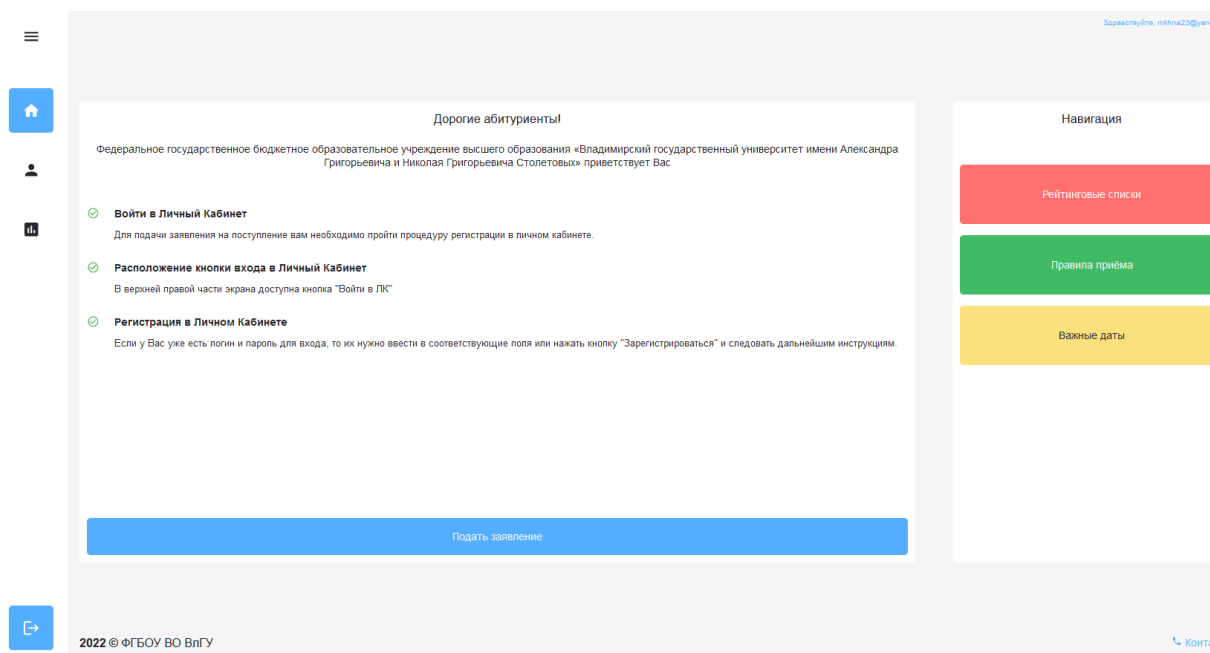 Здравствуйте,
Дорогие абитуриенты!
Навигация
Федеральное государственное бюджетное образовательное учреждение высшего образования «Владимирский государственный университет имени Александра
Григорьевича и Николая Григорьевича Столетовых» приветствует Вас
Рейтинговые списки
Войти в Личный Кабинет
Для подачи заявления на поступление вам необходимо пройти процедуру регистрации в личном кабинете.
Правила приёма
Расположение кнопки входа в Личный Кабинет
В верхней правой части экрана доступна кнопка "Войти в ЛК"
Регистрация в Личном Кабинете
Важные даты
Если у Вас уже есть логин и пароль для входа, то их нужно ввести в соответствующие поля или нажать кнопку "Зарегистрироваться" и следовать дальнейшим инструкциям.
Подать заявление
2022 © ФГБОУ ВО ВлГУ